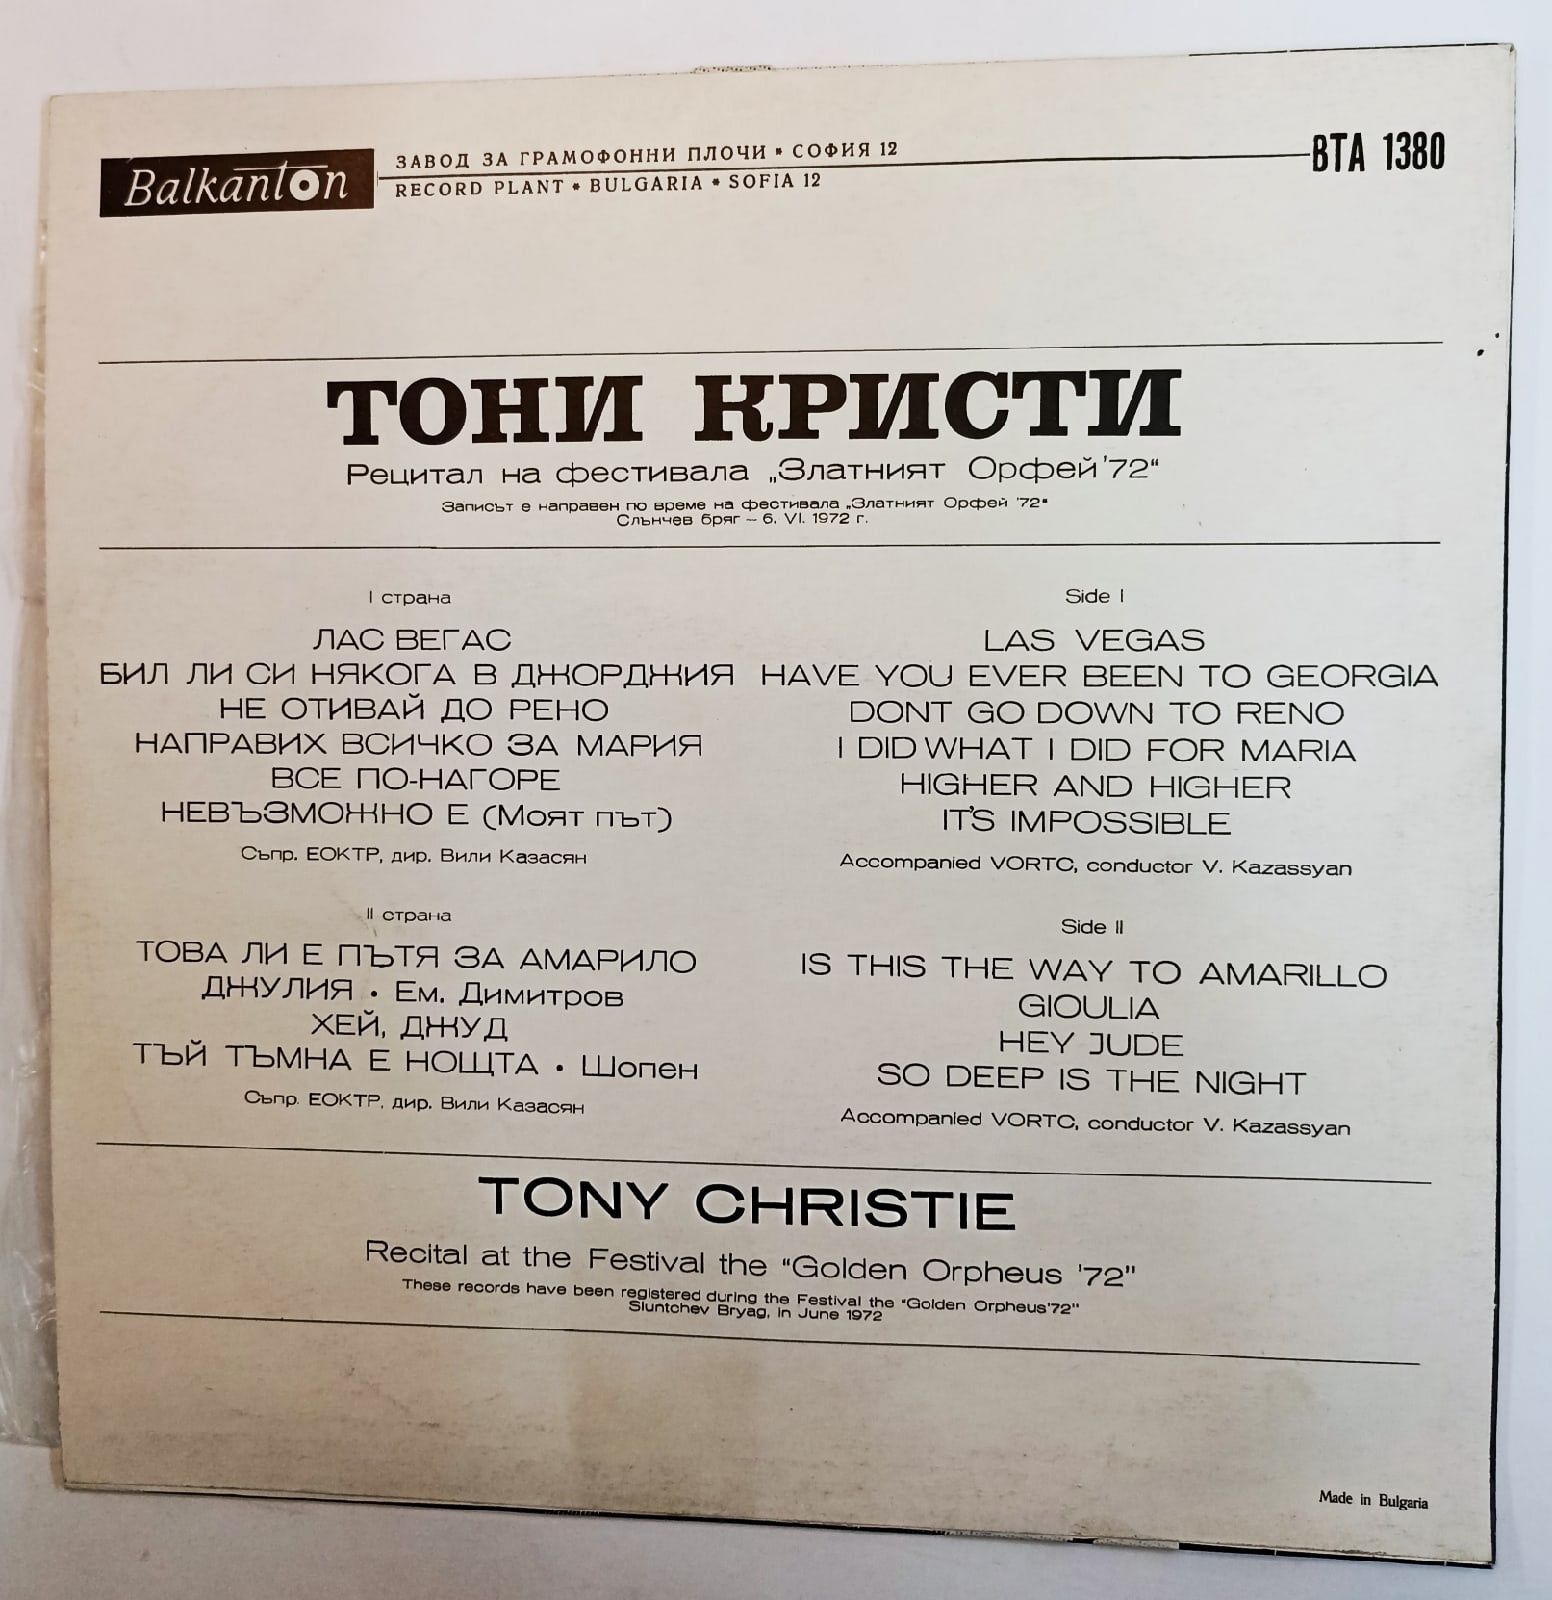 Balkanton
ЗАВОД ЗА ГРАМОФОННИ ПЛОЧИ * СОФИЯ 12
RECORD PLANT * BULGARIA * SOFIA 12
ВТА 1380
ТОНИ КРИСТИ
Рецитал на фестивала „Златният Орфей '72“
Записът е направен по време на фестивала „Златният Орфей '72“
Слънчев бряг – 6. VI. 1972 г.
I страна
ЛАС ВЕГАС
БИЛ ЛИ СИ НЯКОГА В ДЖОРДЖИЯ
НЕ ОТИВАЙ ДО РЕНО
НАПРАВИХ ВСИЧКО ЗА МАРИЯ
ВСЕ ПО-НАГОРЕ
НЕВЪЗМОЖНО Е (Моят път)
Съпр. ЕОКТР, дир. Вили Казасян
II страна
ТОВА ЛИ Е ПЪТЯ ЗА АМАРИЛО
ДЖУЛИЯ • Ем. Димитров
ХЕЙ, ДЖУД
ТЪЙ ТЪМНА Е НОЩТА • Шопен
Съпр. ЕОКТР, дир. Вили Казасян
Side I
LAS VEGAS
HAVE YOU EVER BEEN TO GEORGIA
DONT GO DOWN TO RENO
I DID WHAT I DID FOR MARIA
HIGHER AND HIGHER
IT'S IMPOSSIBLE
Accompanied VORTC, conductor V. Kazassyan
Side II
IS THIS THE WAY TO AMARILLO
GIOULIA
HEY JUDE
SO DEEP IS THE NIGHT
Accompanied VORTC, conductor V. Kazassyan
TONY CHRISTIE
Recital at the Festival the "Golden Orpheus '72"
These records have been registered during the Festival the "Golden Orpheus'72"
Sluntchev Bryag, in June 1972
Made in Bulgaria